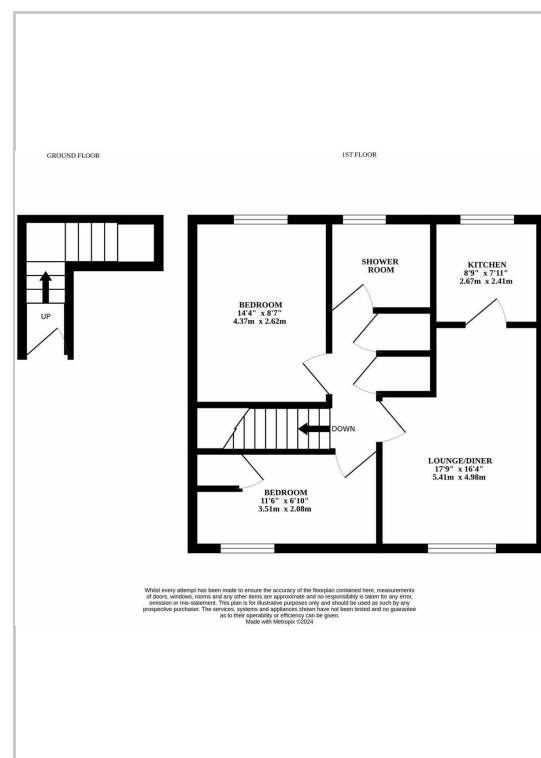 GROUND FLOOR
1ST FLOOR
UP
BEDROOM
14'4" x 8'7"
4.37m x 2.62m
SHOWER
ROOM
KITCHEN
8'9" x 7'11"
2.67m x 2.41m
DOWN
LOUNGE/DINER
17'9" x 16'4"
5.41m x 4.98m
BEDROOM
11'6" x 6'10"
3.51m x 2.08m
Whilst every attempt has been made to ensure the accuracy of the floorplan contained here, measurements
of doors, windows, rooms and any other items are approximate and no responsibility is taken for any error,
omission or mis-statement. This plan is for illustrative purposes only and should be used as such by any
prospective purchaser. The services, systems and appliances shown have not been tested and no guarantee
as to their operability or efficiency can be given.
Made with Metropix ©2024